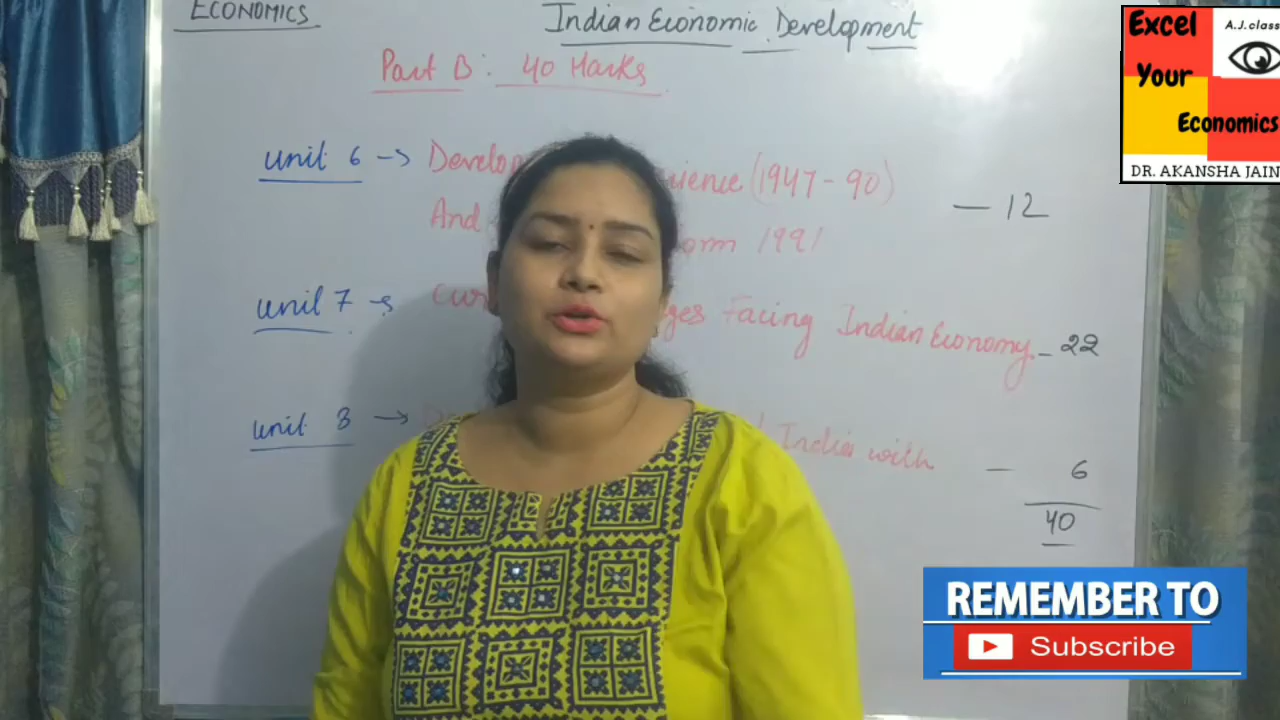 ECONOMICS
Indian Economic Development
Part B: 40 Marks
Unit 6 -> Develop ience (1947-90)
And orm 1991
— 12
Unit 7 -> Cur ges Facing Indian Economy. - 22
Unit 8 -> India with
— 6
40
Excel
Your
Economics
A.J.class
DR. AKANSHA JAIN
REMEMBER TO
Subscribe